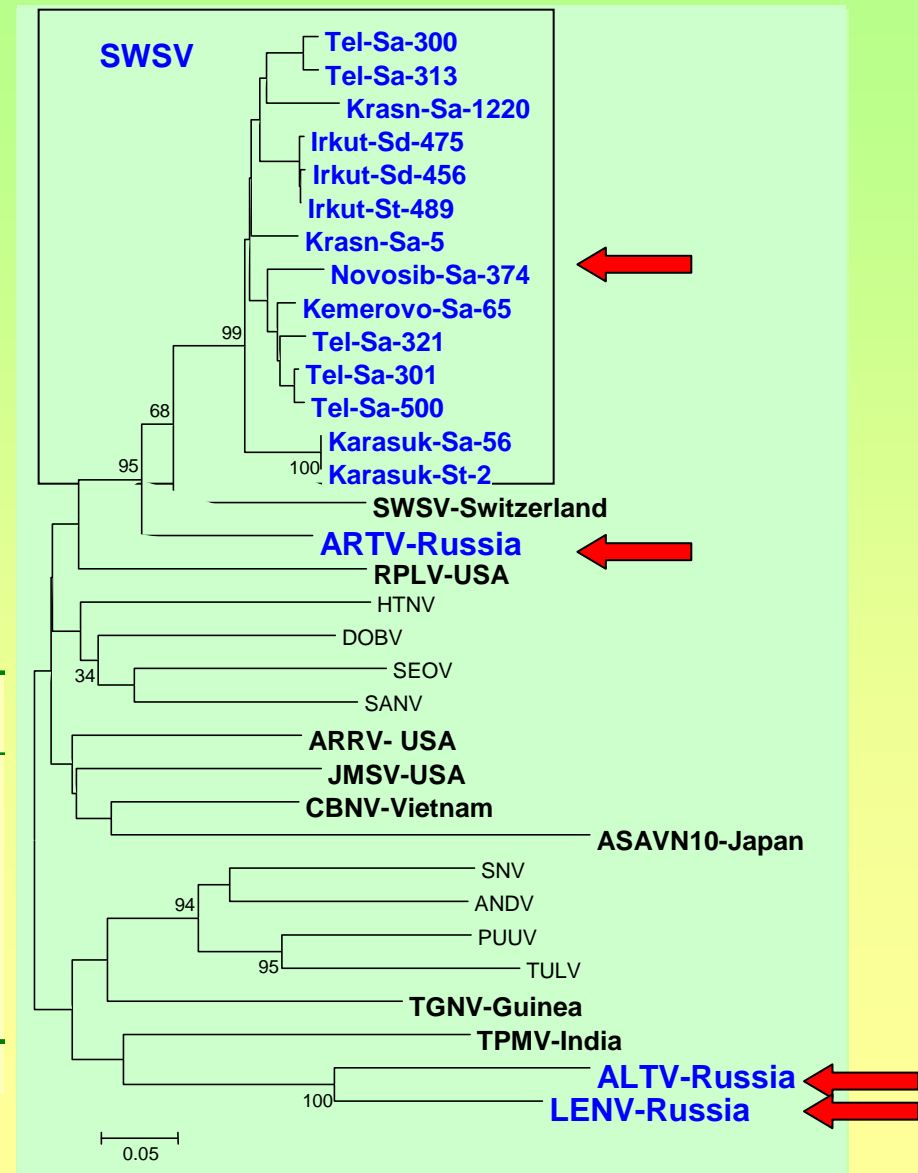 SWSV
Tel-Sa-300
Tel-Sa-313
Krasn-Sa-1220
Irkut-Sd-475
Irkut-Sd-456
Irkut-St-489
Krasn-Sa-5
Novosib-Sa-374
Kemerovo-Sa-65
99
Tel-Sa-321
Tel-Sa-301
Tel-Sa-500
68
Karasuk-Sa-56
95
100
Karasuk-St-2
SWSV-Switzerland
ARTV-Russia
RPLV-USA
HTNV
DOBV
34
SEOV
SANV
ARRV- USA
JMSV-USA
CBNV-Vietnam
ASAVN10-Japan
SNV
94
ANDV
PUUV
95
TULV
TGNV-Guinea
TPMV-India
ALTV-Russia
100
LENV-Russia
0.05